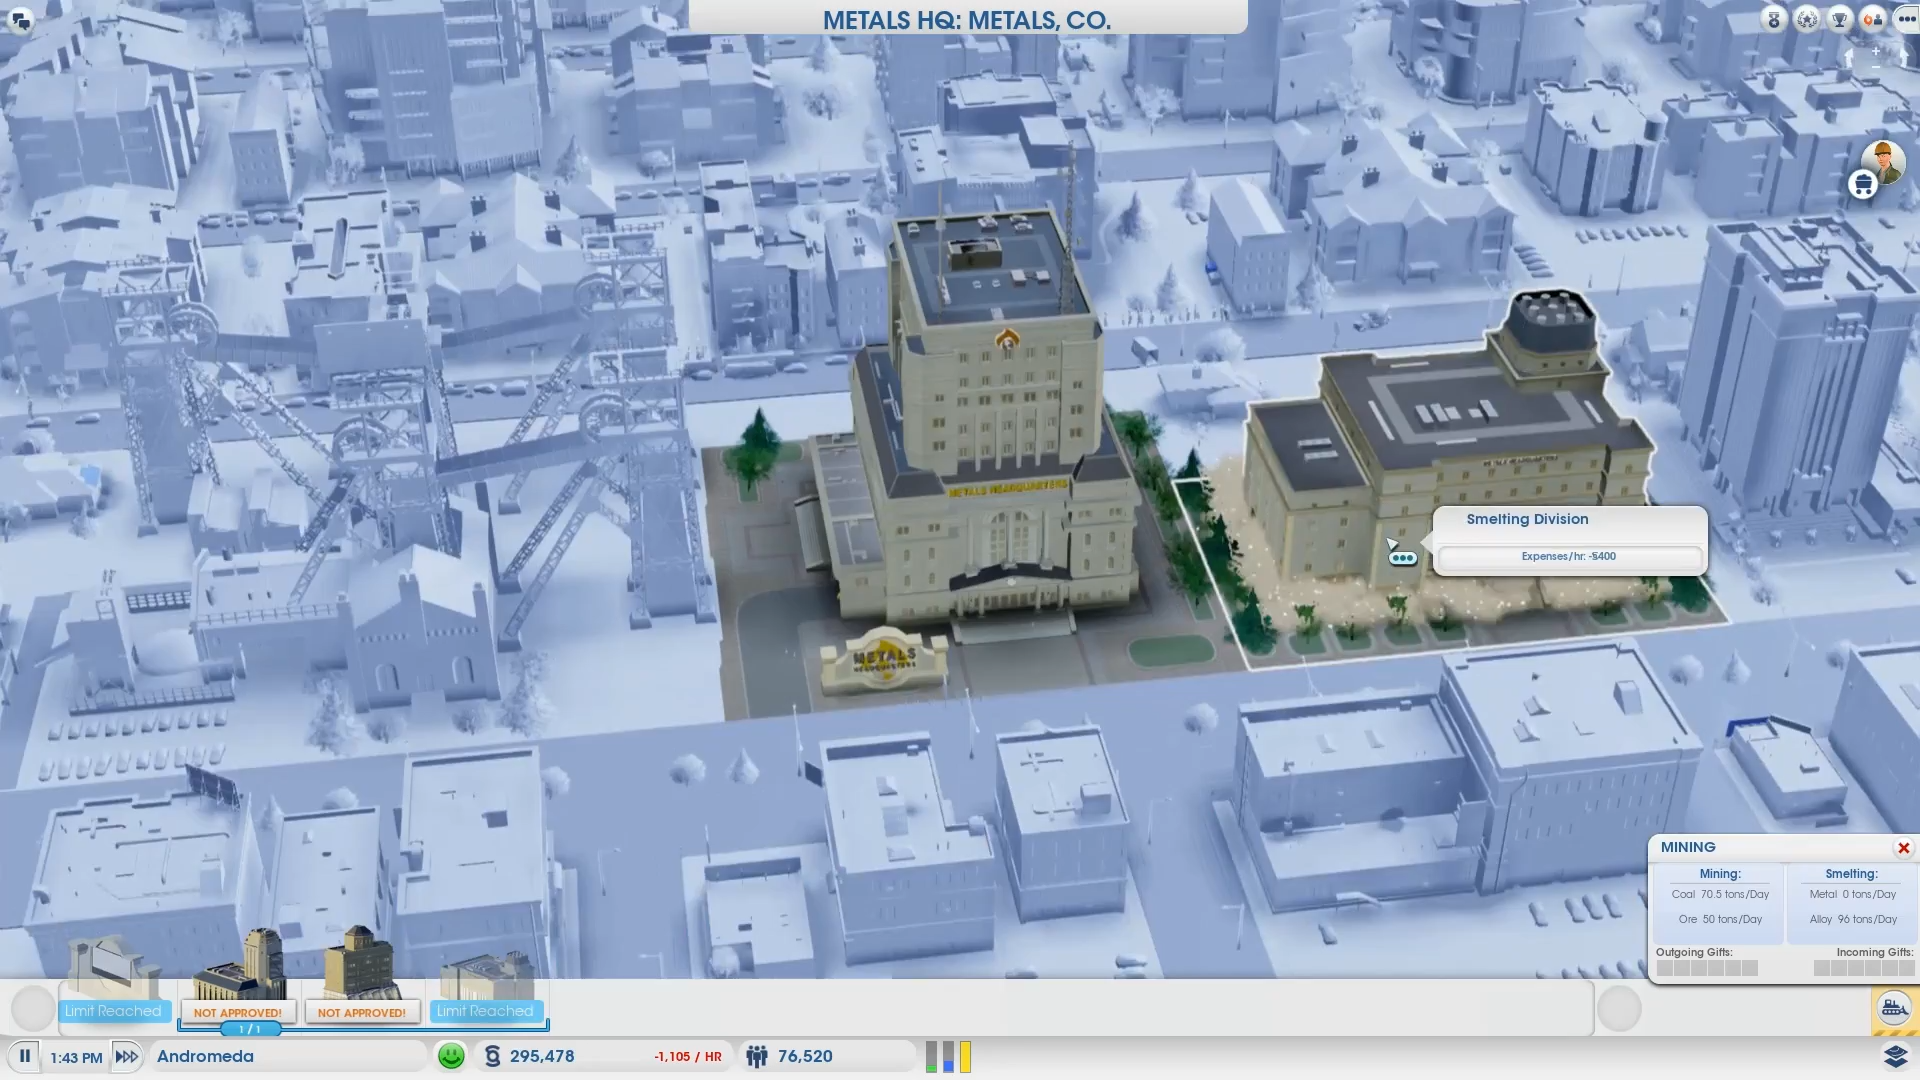 METALS HQ: METALS, CO.
METALS HEADQUARTERS
METALS HEADQUARTERS
METALS
HEADQUARTERS
Smelting Division
Expenses/hr: -§400
MINING
Mining:
Smelting:
Coal 70.5 tons/Day
Metal 0 tons/Day
Ore 50 tons/Day
Alloy 96 tons/Day
Outgoing Gifts:
Incoming Gifts:
Limit Reached
NOT APPROVED!
NOT APPROVED!
Limit Reached
1 / 1
1:43 PM
Andromeda
295,478
-1,105 / HR
76,520